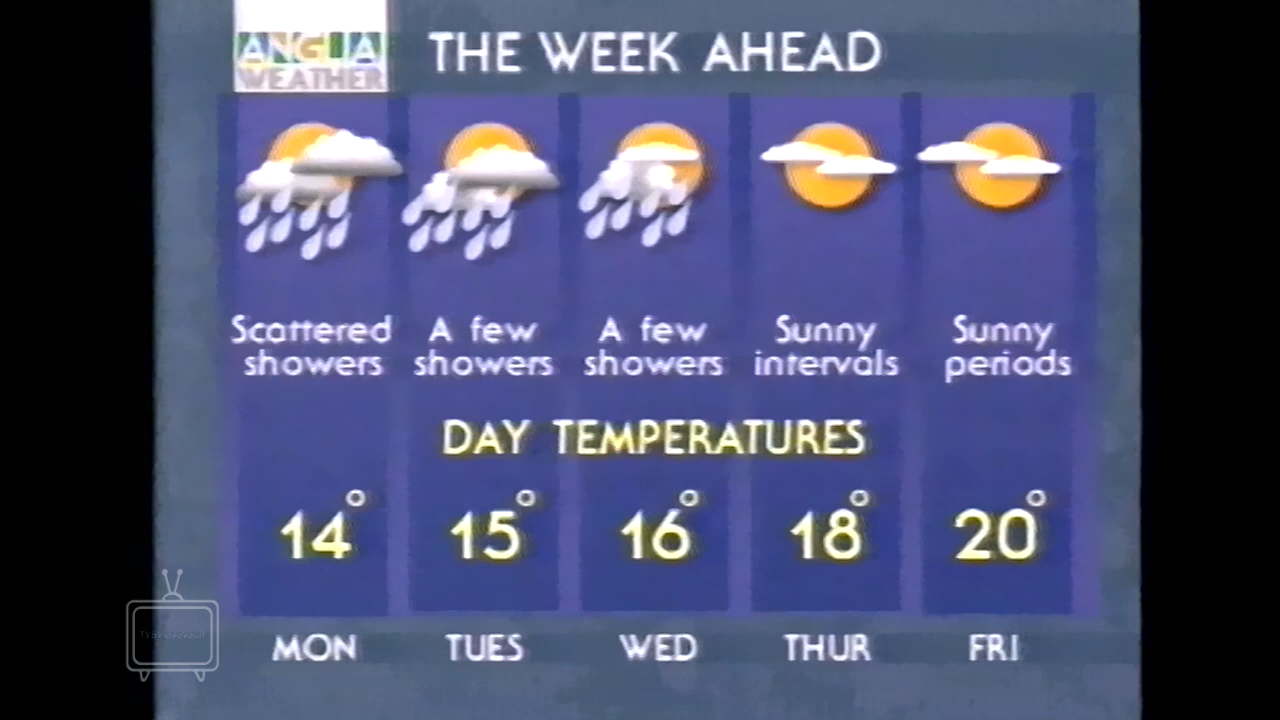 ANGLIA
WEATHER
THE WEEK AHEAD
Scattered showers
A few showers
A few showers
Sunny intervals
Sunny periods
DAY TEMPERATURES
14° 15° 16° 18° 20°
MON TUES WED THUR FRI